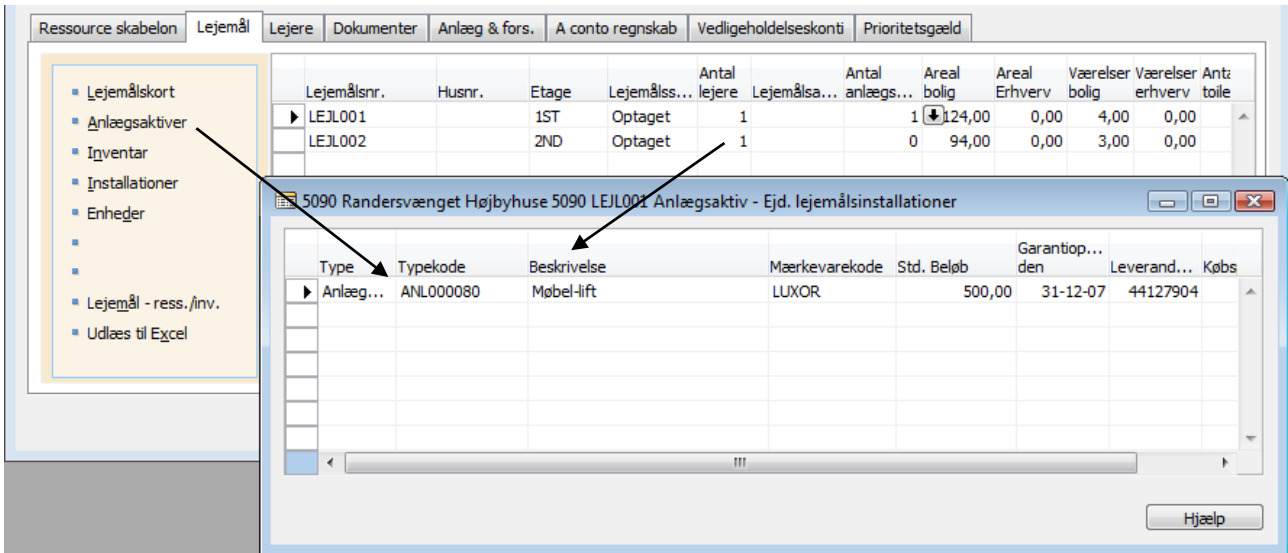 Ressource skabelon Lejemål Lejere Dokumenter Anlæg & fors. A conto regnskab Vedligeholdelseskonti Prioritetsgæld
Lejemålskort
Anlægsaktiver
Inventar
Installationer
Enheder
Lejemål - ress./inv.
Udlæs til Excel
Lejemålsnr. Husnr. Etage Lejemålss... Antal lejere Lejemålsa... Antal anlægs... Areal bolig Areal Erhverv Værelser bolig Værelser erhverv Anta toile
LEJL001 1ST Optaget 1 1 124,00 0,00 4,00 0,00
LEJL002 2ND Optaget 1 0 94,00 0,00 3,00 0,00
5090 Randersvænget Højbyhuse 5090 LEJL001 Anlægsaktiv - Ejd. lejemålsinstallationer
Type Typekode Beskrivelse Mærkevarekode Std. Beløb Garantiop... den Leverand... Købs
Anlæg... ANL000080 Møbel-lift LUXOR 500,00 31-12-07 44127904
Hjælp